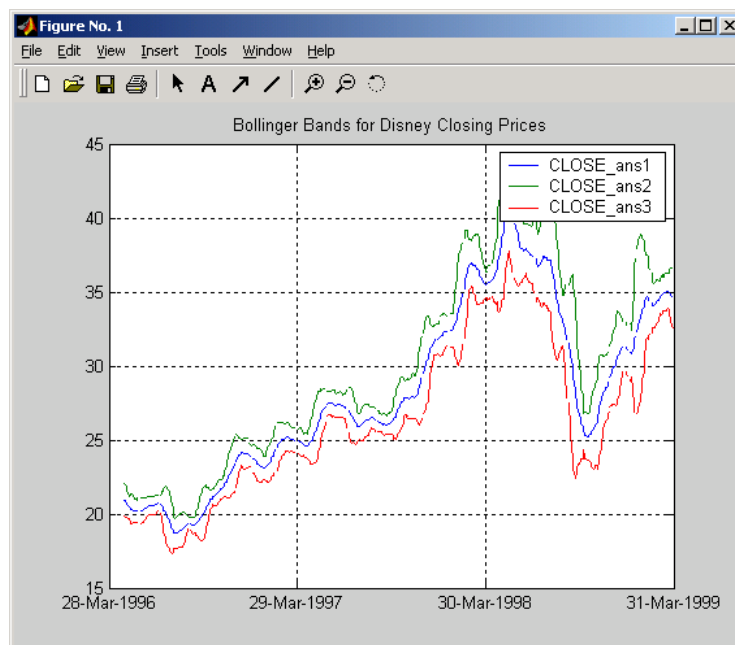 Figure No. 1
File Edit View Insert Tools Window Help
A
Bollinger Bands for Disney Closing Prices
45
40
35
30
25
20
15
CLOSE_ans1
CLOSE_ans2
CLOSE_ans3
28-Mar-1996 29-Mar-1997 30-Mar-1998 31-Mar-1999